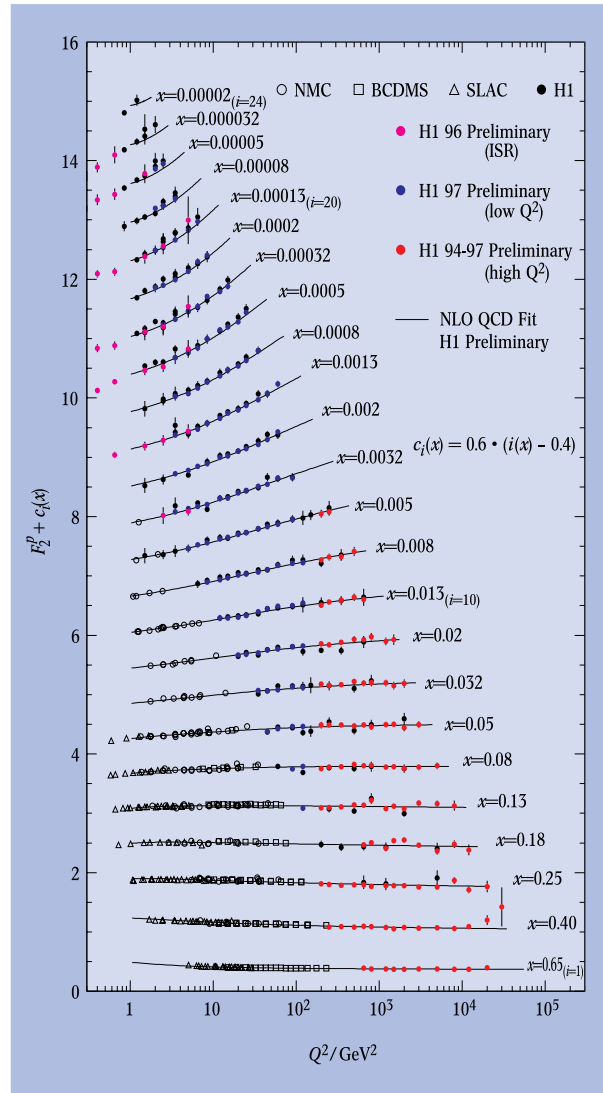 16
14
12
10
8
6
4
2
0
F₂ᵖ + cᵢ(x)
1
10
10²
10³
10⁴
10⁵
Q²/GeV²
NMC
BCDMS
SLAC
H1
H1 96 Preliminary
(ISR)
H1 97 Preliminary
(low Q²)
H1 94-97 Preliminary
(high Q²)
NLO QCD Fit
H1 Preliminary
cᵢ(x) = 0.6 • (i(x) – 0.4)
x=0.00002(i=24)
x=0.000032
x=0.00005
x=0.00008
x=0.00013(i=20)
x=0.0002
x=0.00032
x=0.0005
x=0.0008
x=0.0013
x=0.002
x=0.0032
x=0.005
x=0.008
x=0.013(i=10)
x=0.02
x=0.032
x=0.05
x=0.08
x=0.13
x=0.18
x=0.25
x=0.40
x=0.65(i=1)